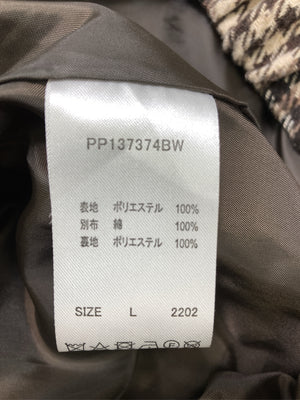 PP137374BW
表地 ポリエステル 100%
別布 綿 100%
裏地 ポリエステル 100%
SIZE L 2202